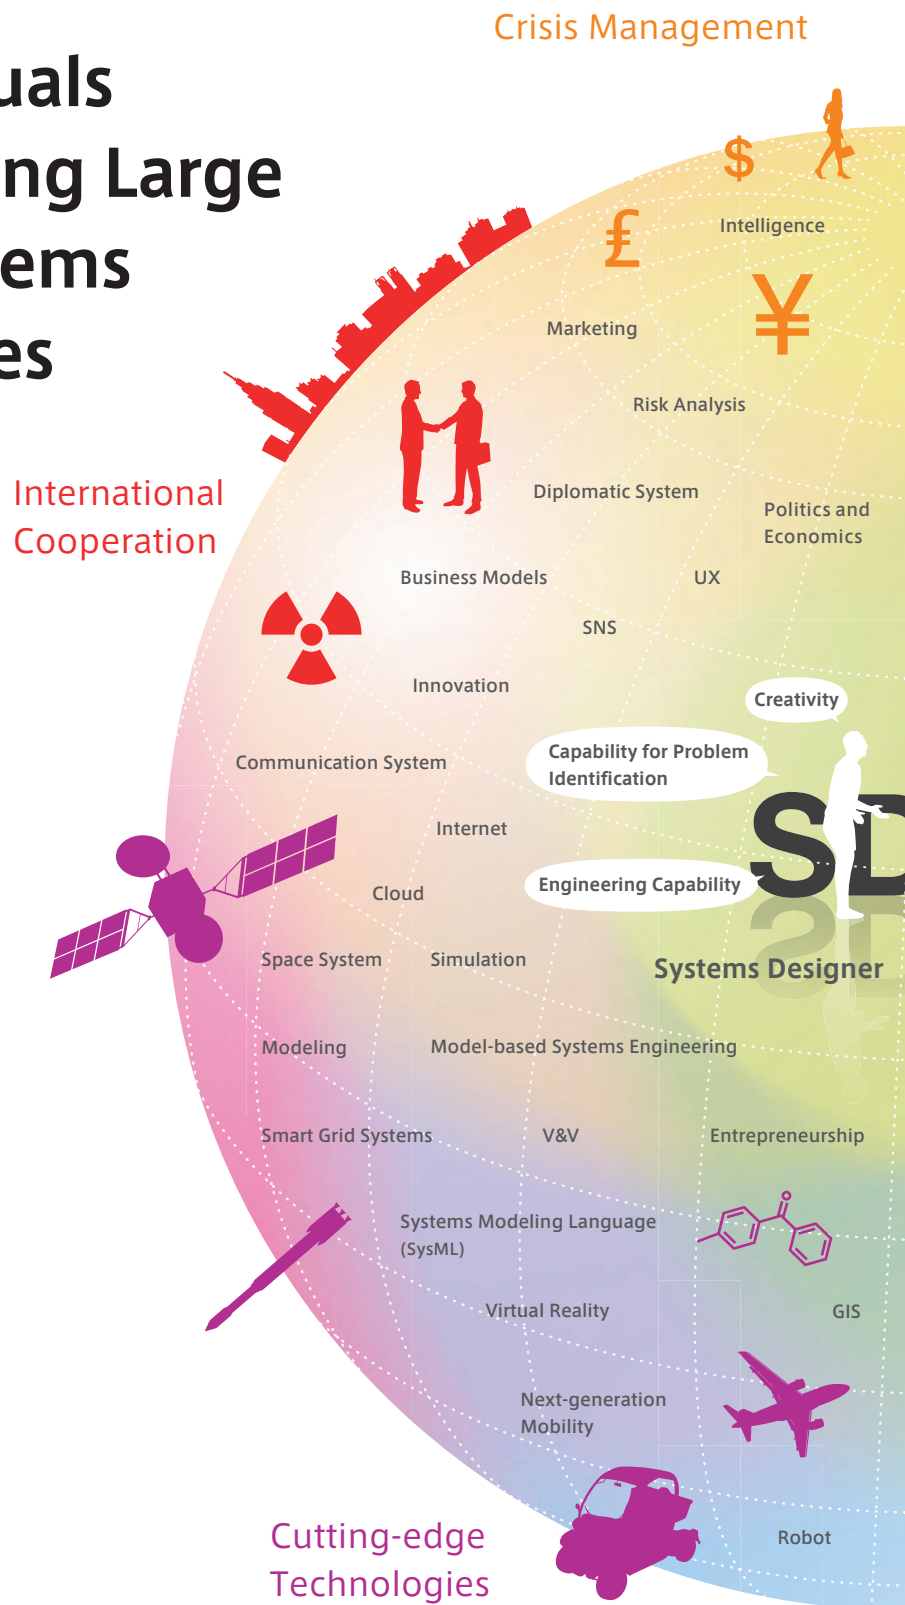 Crisis Management
uals
ng Large
ems
es
$
£
Intelligence
¥
Marketing
Risk Analysis
International
Cooperation
Diplomatic System
Politics and
Economics
Business Models
UX
SNS
Innovation
Creativity
Communication System
Capability for Problem
Identification
Internet
SD
Engineering Capability
Cloud
Space System
Simulation
Systems Designer
Modeling
Model-based Systems Engineering
Smart Grid Systems
V&V
Entrepreneurship
Systems Modeling Language
(SysML)
Virtual Reality
GIS
Next-generation
Mobility
Cutting-edge
Technologies
Robot